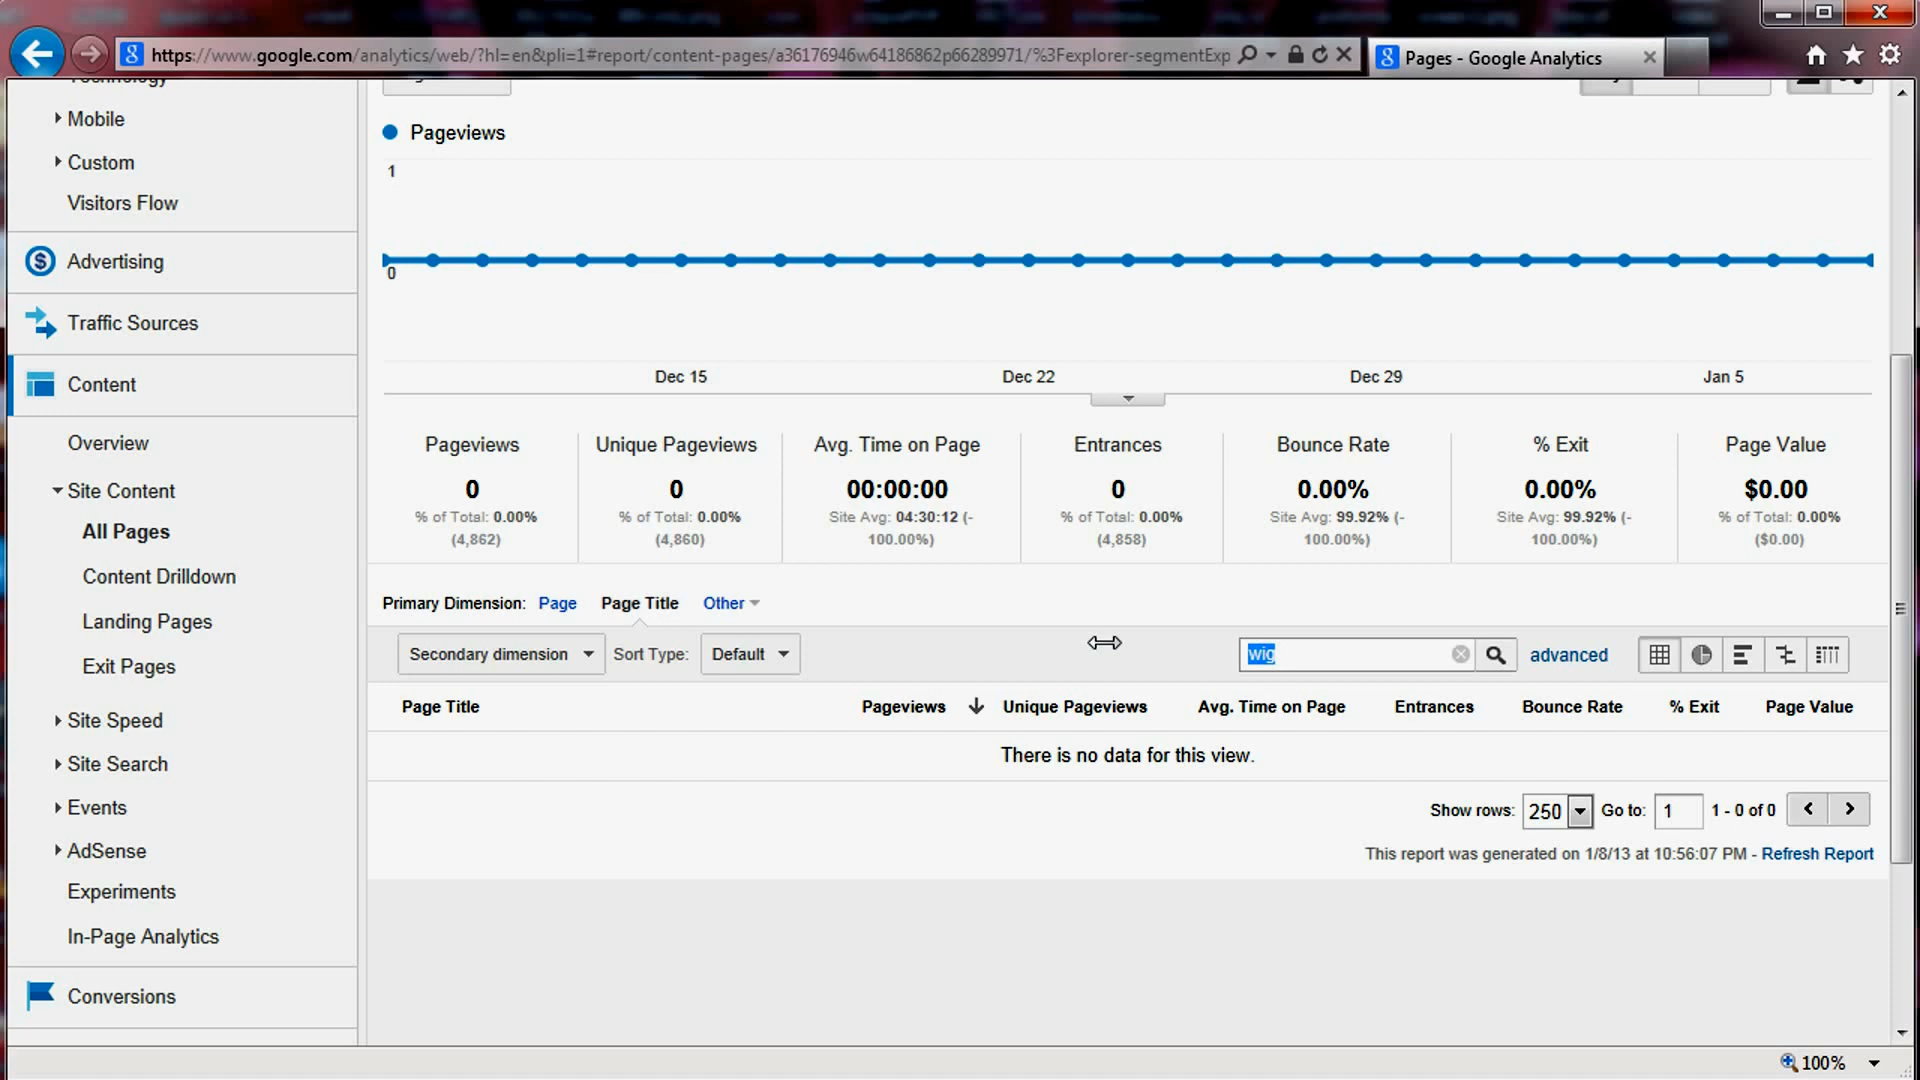 https://www.google.com/analytics/web/?hl=en&pli=1#report/content-pages/a36176946w64186862p66289971/%3Fexplorer-segmentExp
Pages - Google Analytics
Technology
Mobile
Custom
Visitors Flow
Advertising
Traffic Sources
Content
Overview
Site Content
All Pages
Content Drilldown
Landing Pages
Exit Pages
Site Speed
Site Search
Events
AdSense
Experiments
In-Page Analytics
Conversions
Pageviews
1
0
Dec 15 Dec 22 Dec 29 Jan 5
Pageviews Unique Pageviews Avg. Time on Page Entrances Bounce Rate % Exit Page Value
0 0 00:00:00 0 0.00% 0.00% $0.00
% of Total: 0.00% % of Total: 0.00% Site Avg: 04:30:12 (- % of Total: 0.00% Site Avg: 99.92% (- Site Avg: 99.92% (- % of Total: 0.00%
(4,862) (4,860) 100.00%) (4,858) 100.00%) 100.00%) ($0.00)
Primary Dimension: Page Page Title Other
Secondary dimension Sort Type: Default wig advanced
Page Title Pageviews Unique Pageviews Avg. Time on Page Entrances Bounce Rate % Exit Page Value
There is no data for this view.
Show rows: 250 Go to: 1 1 - 0 of 0
This report was generated on 1/8/13 at 10:56:07 PM - Refresh Report
100%